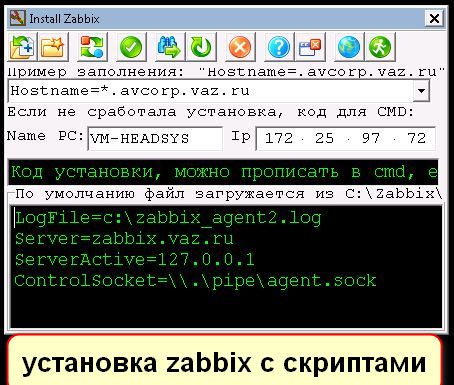 Install Zabbix
Пример заполнения: "Hostname=.avcorp.vaz.ru"
Hostname=*.avcorp.vaz.ru
Если не сработала установка, код для CMD:
Name PC: VM-HEADSYS Ip 172 . 25 . 97 . 72
Код установки, можно прописать в cmd, е
По умолчанию файл загружается из C:\Zabbix\
LogFile=c:\zabbix_agent2.log
Server=zabbix.vaz.ru
ServerActive=127.0.0.1
ControlSocket=\\.\pipe\agent.sock
установка zabbix с скриптами